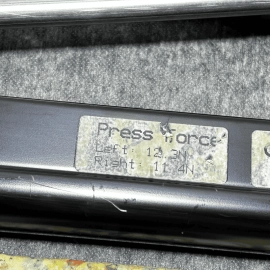 Press Force
Left: 12.3N
Right: 11.4N